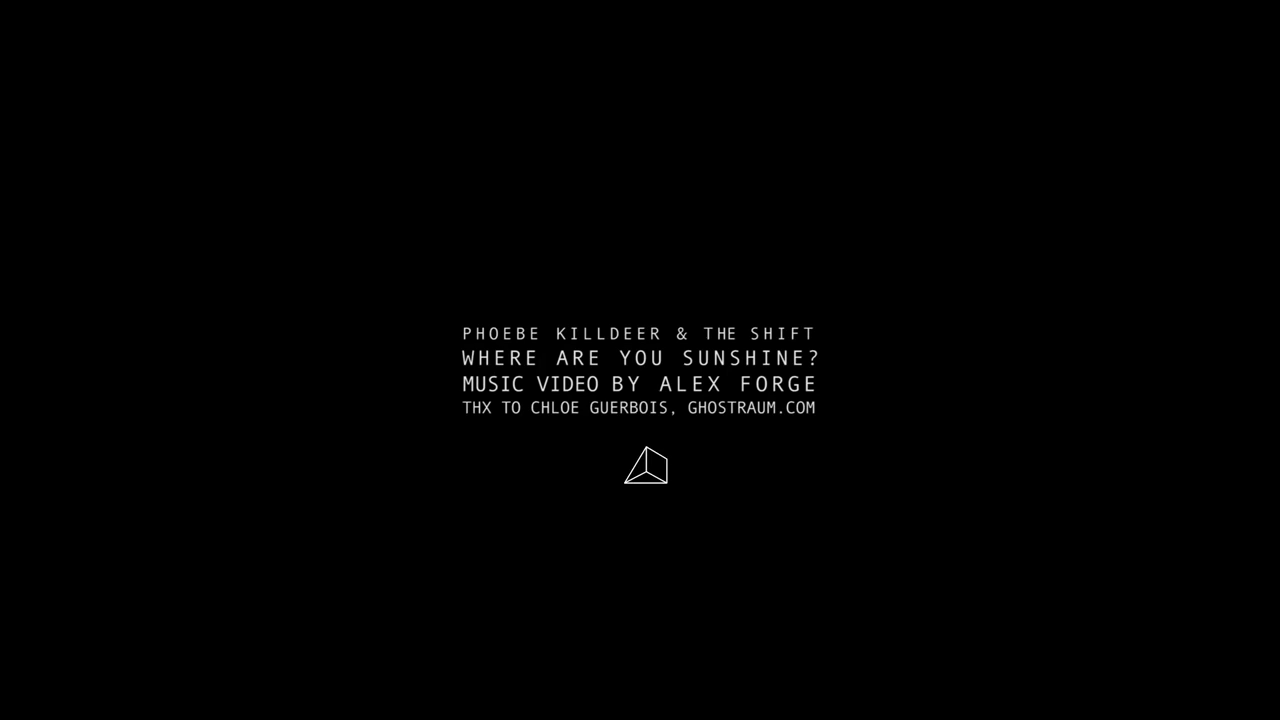 PHOEBE KILLDEER & THE SHIFT
WHERE ARE YOU SUNSHINE?
MUSIC VIDEO BY ALEX FORGE
THX TO CHLOE GUERBOIS, GHOSTRAUM.COM